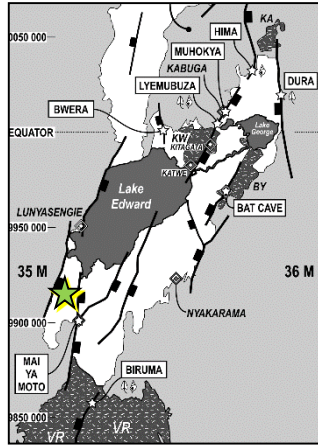 0050 000
KA
HIMA
MUHOKYA
KABUGA
LYEMUBUZA
DURA
BWERA
EQUATOR
KW
KITAGATA
Lake
George
KATWE
BY
Lake
Edward
BAT CAVE
LUNYASENGIE
9950 000
35 M
36 M
NYAKARAMA
9900 000
MAI
YA
MOTO
BIRUMA
9850 000
VR
VR